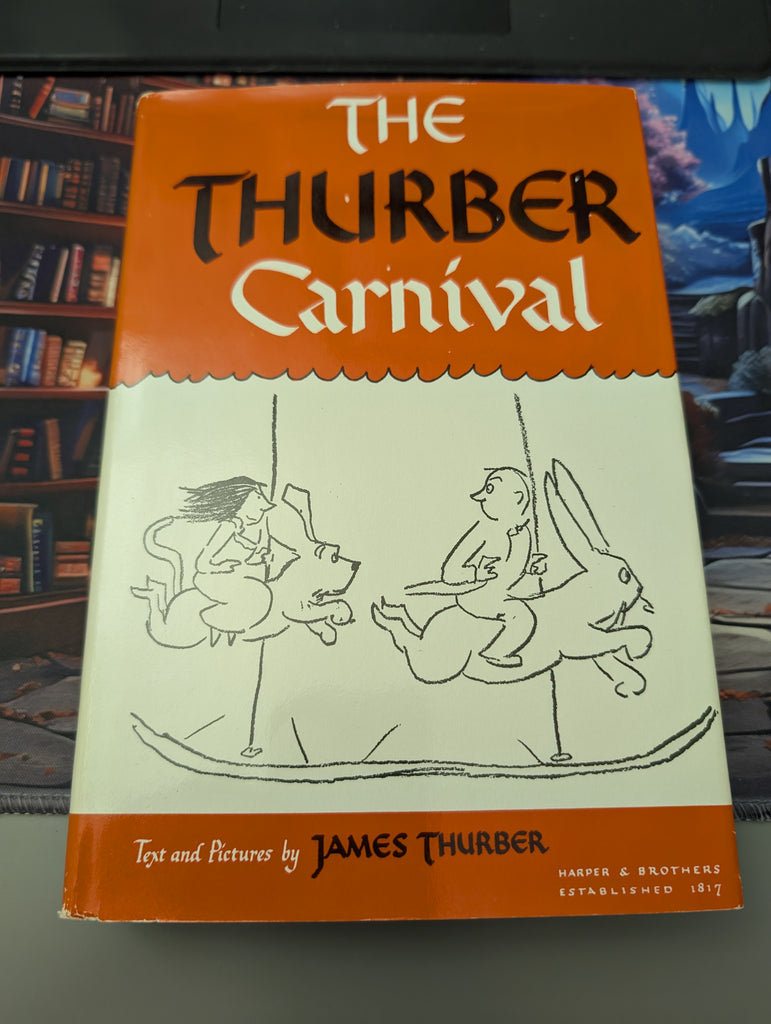 THE
THURBER
Carnival
Text and Pictures by JAMES THURBER
HARPER & BROTHERS
ESTABLISHED 1817